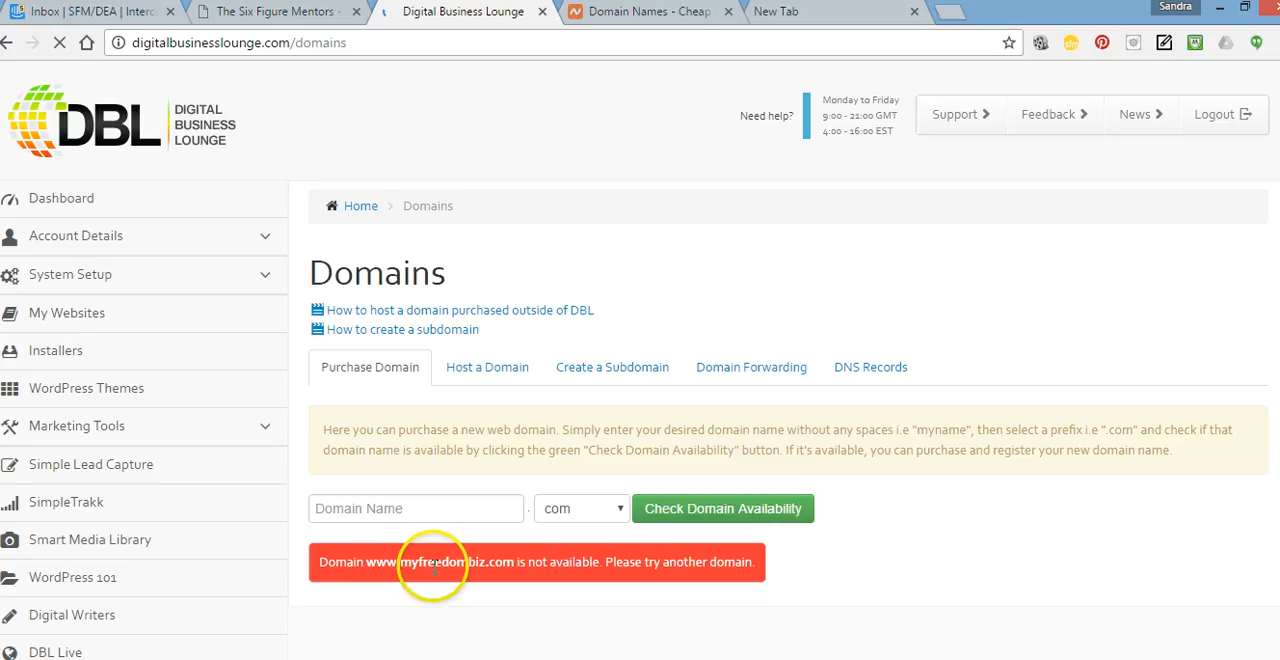 Inbox | SFM/DEA | Interc
The Six Figure Mentors -
Digital Business Lounge
Domain Names - Cheap
New Tab
Sandra
digitalbusinesslounge.com/domains
DBL
DIGITAL
BUSINESS
LOUNGE
Need help?
Monday to Friday
9:00 - 21:00 GMT
4:00 - 16:00 EST
Support
Feedback
News
Logout
Dashboard
Account Details
System Setup
My Websites
Installers
WordPress Themes
Marketing Tools
Simple Lead Capture
SimpleTrakk
Smart Media Library
WordPress 101
Digital Writers
DBL Live
Home > Domains
Domains
How to host a domain purchased outside of DBL
How to create a subdomain
Purchase Domain
Host a Domain
Create a Subdomain
Domain Forwarding
DNS Records
Here you can purchase a new web domain. Simply enter your desired domain name without any spaces i.e "myname", then select a prefix i.e ".com" and check if that
domain name is available by clicking the green "Check Domain Availability" button. If it's available, you can purchase and register your new domain name.
Domain Name . com Check Domain Availability
Domain www.myfreedombiz.com is not available. Please try another domain.